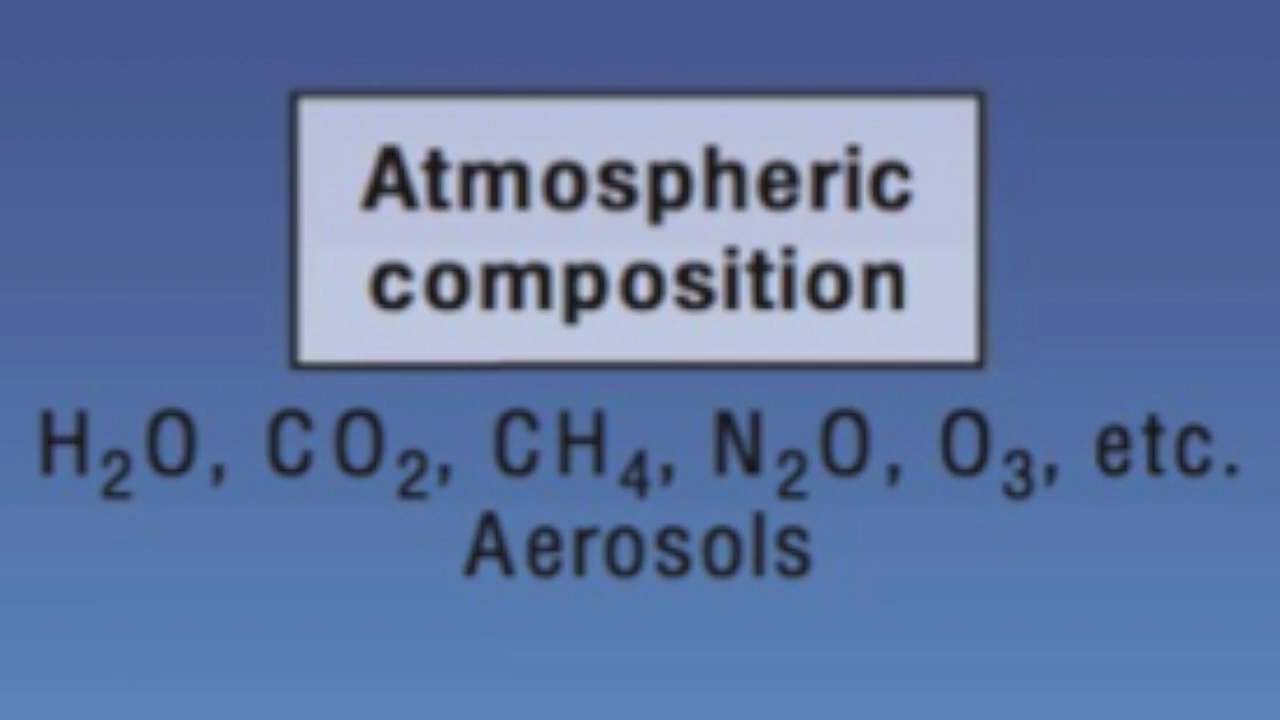 Atmospheric
composition
H₂O, CO₂, CH₄, N₂O, O₃, etc.
Aerosols